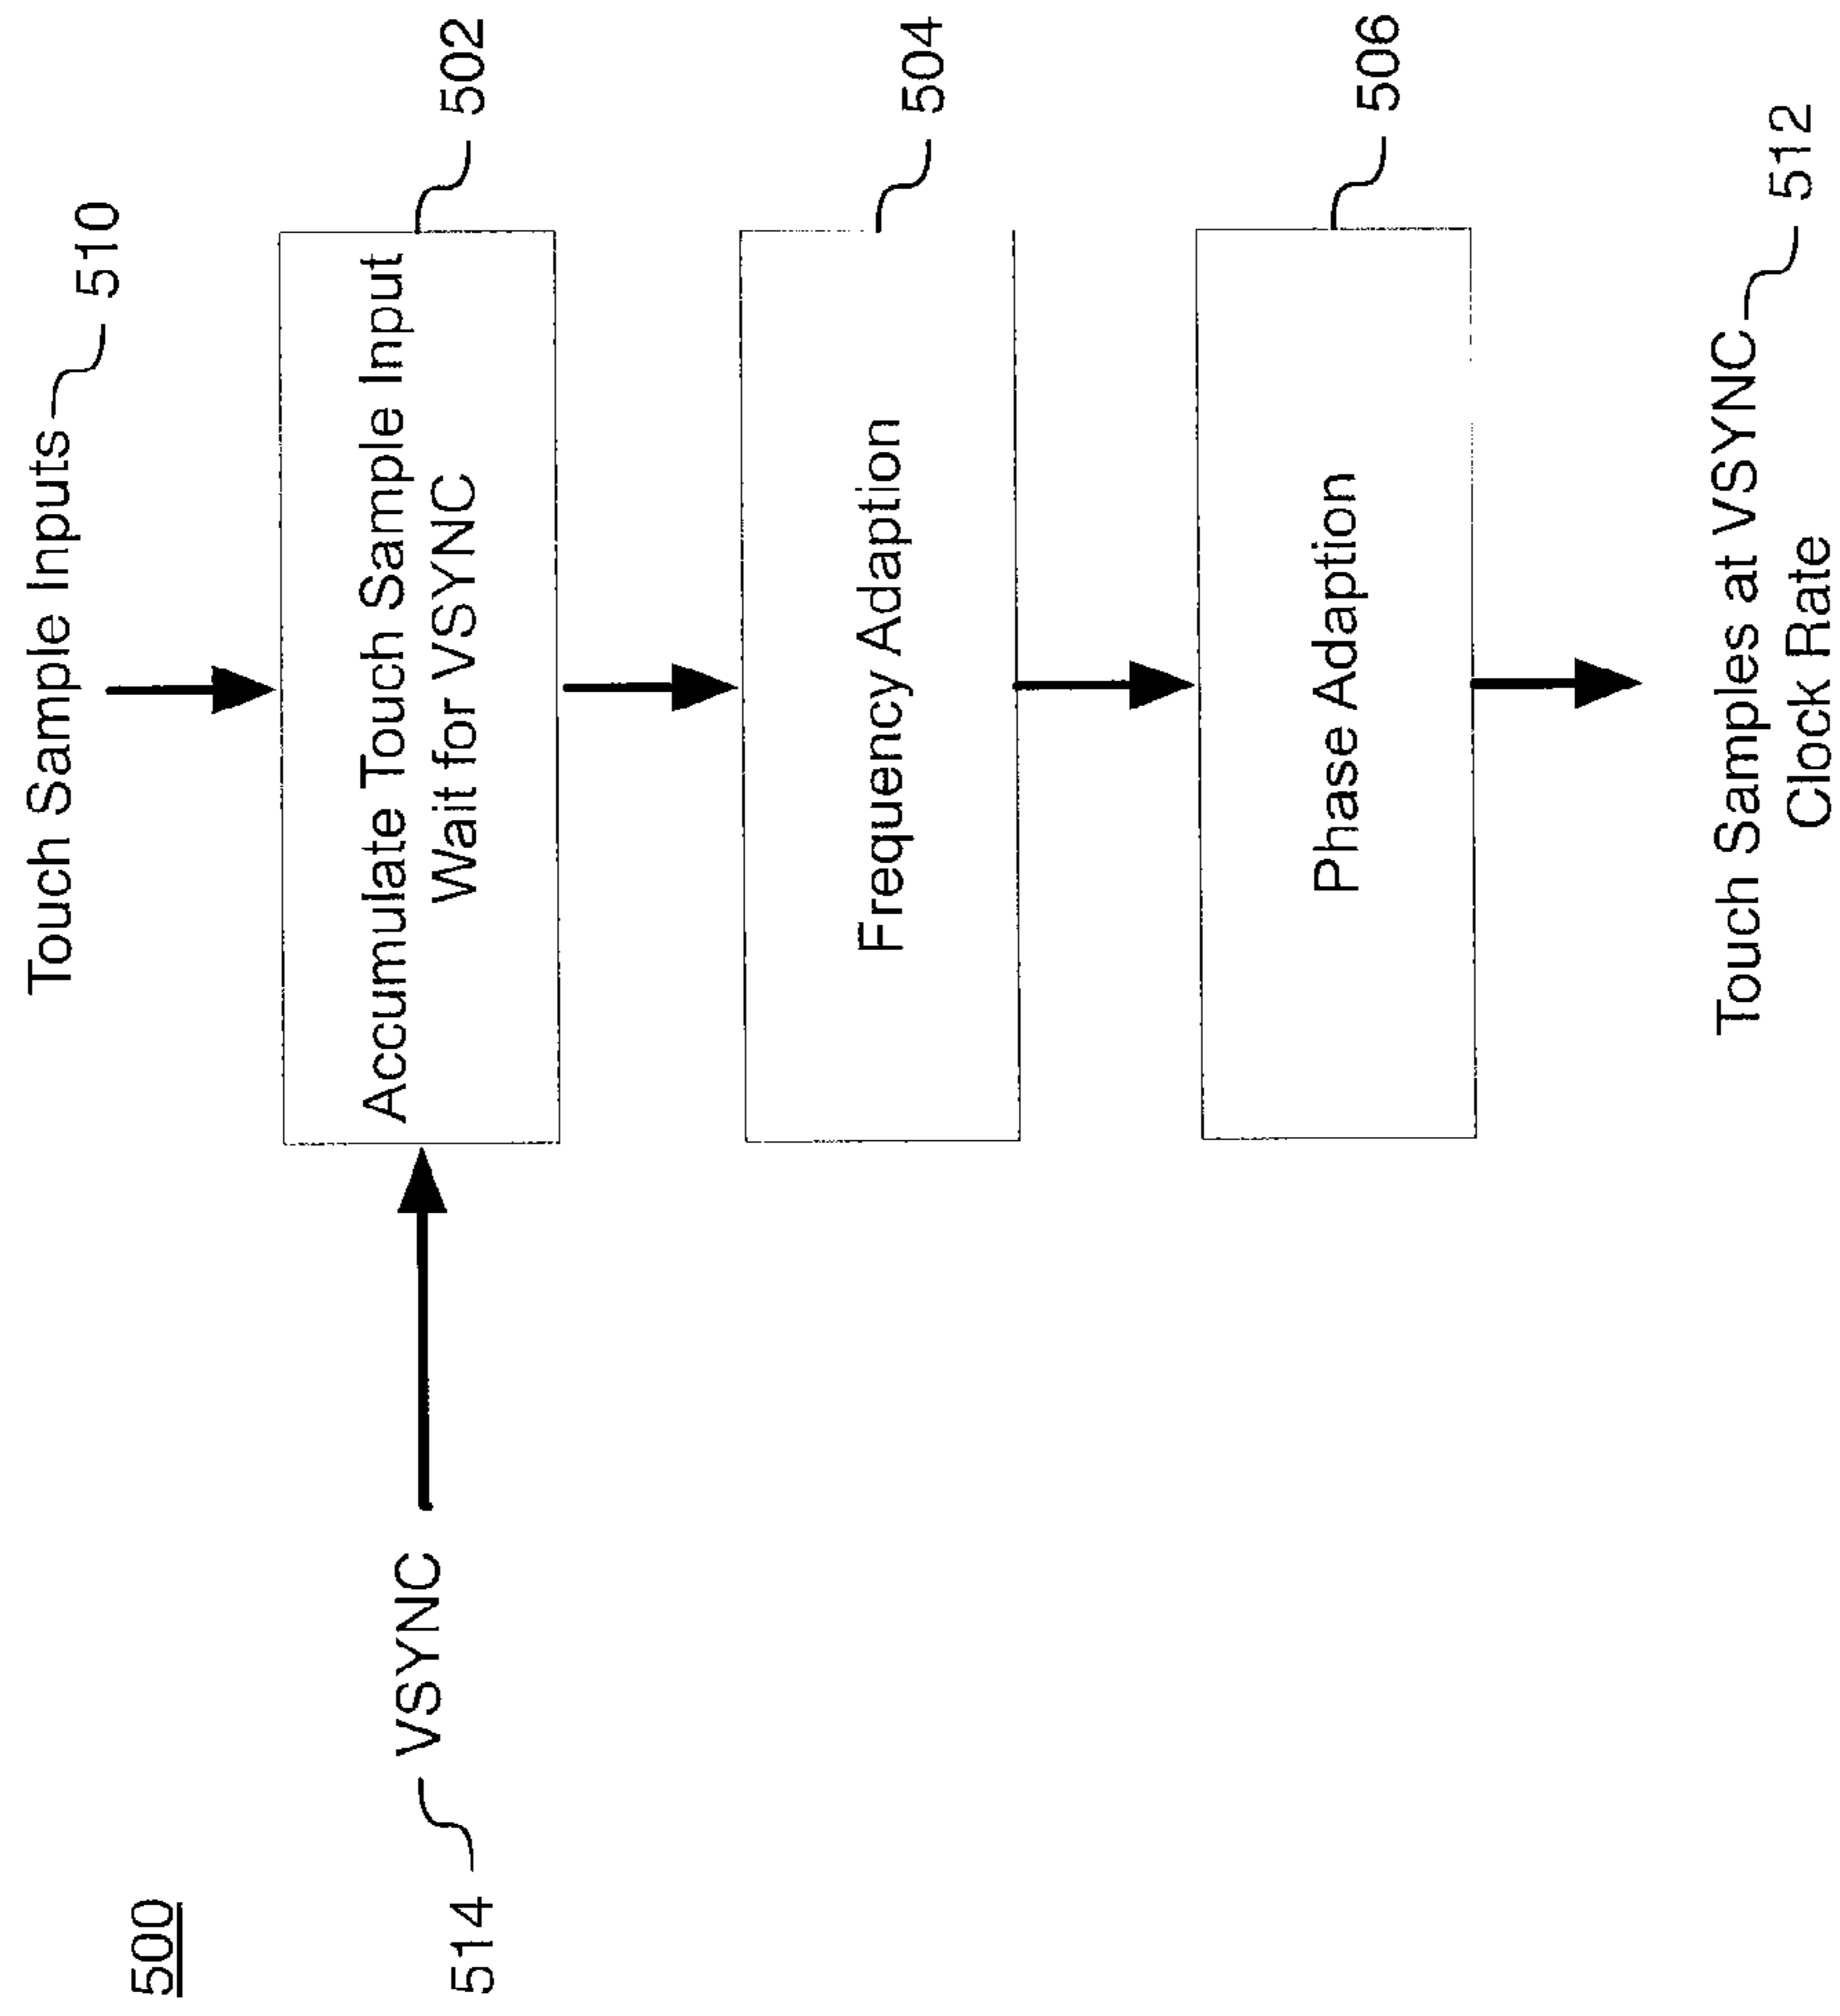 500
Touch Sample Inputs
510
514
VSYNC
Accumulate Touch Sample Input
Wait for VSYNC
502
Frequency Adaption
504
Phase Adaption
506
Touch Samples at VSYNC
Clock Rate
512